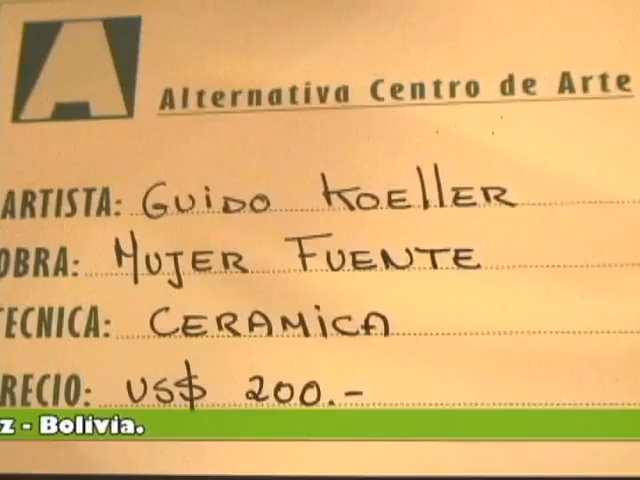 A
Alternativa Centro de Arte
ARTISTA: GUIDO KOELLER
OBRA: MUJER FUENTE
TECNICA: CERAMICA
RECIO: US$ 200.-
z - Bolivia.